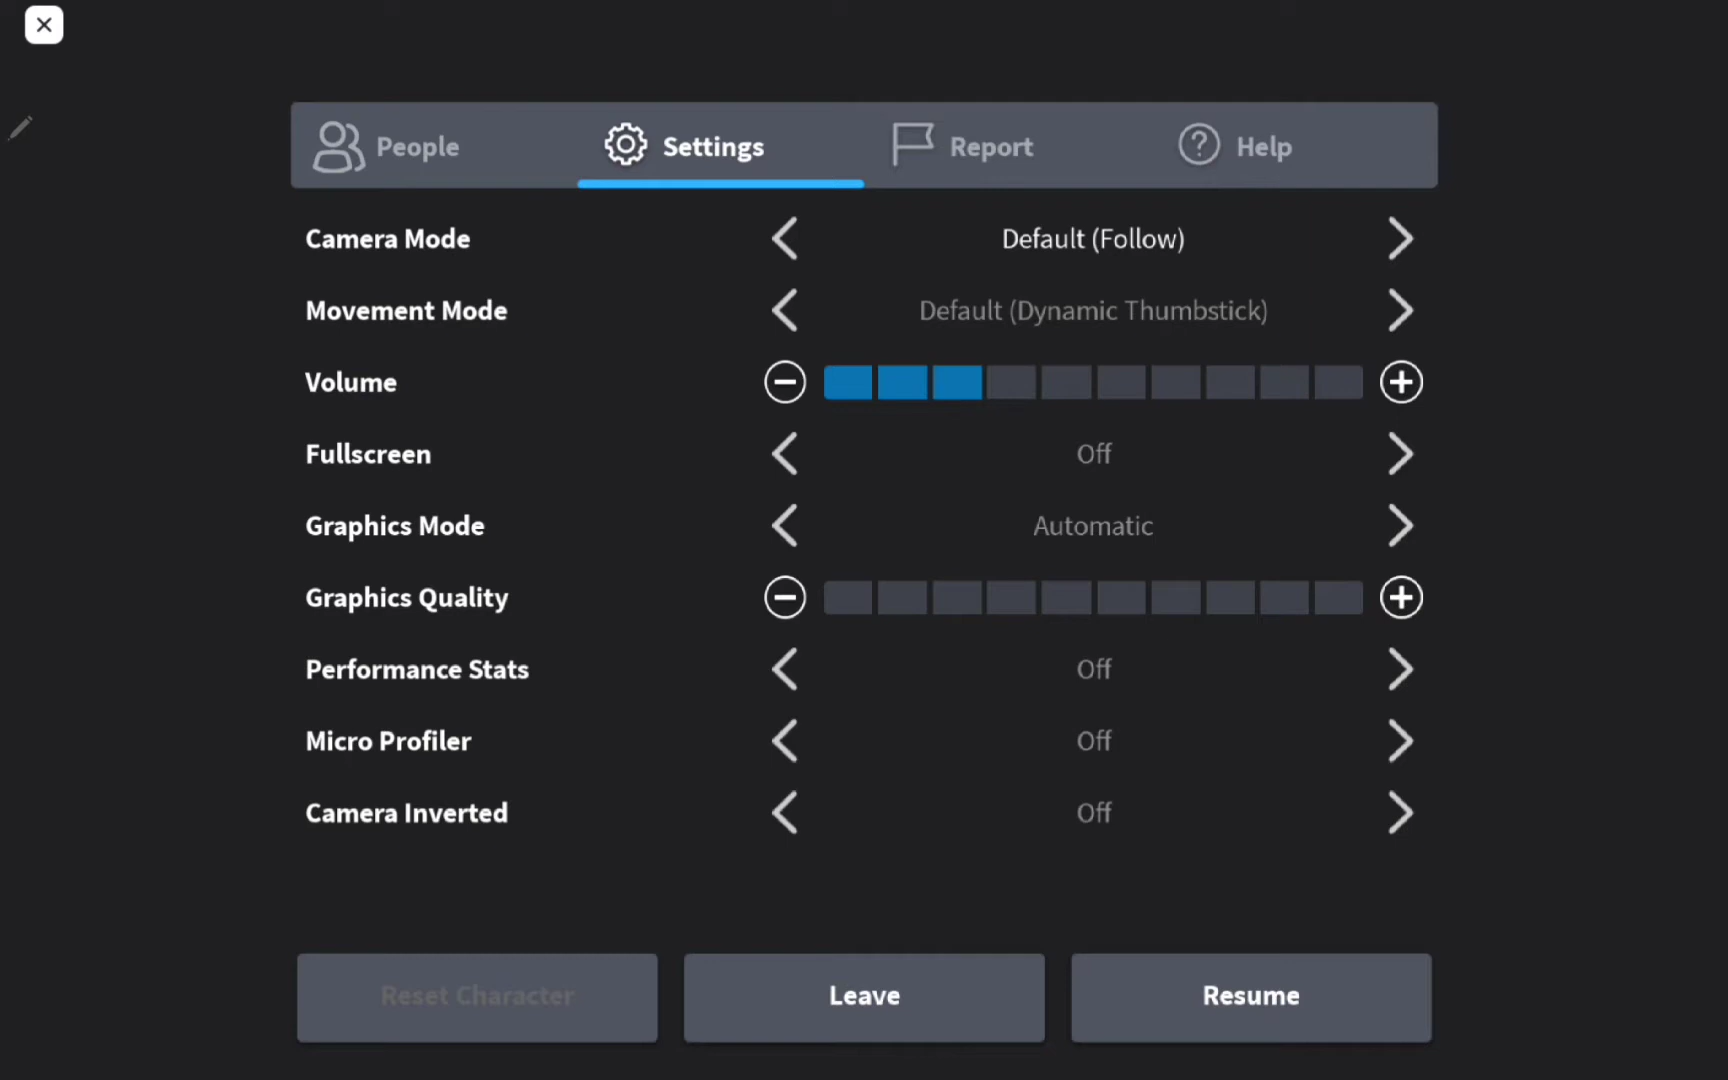 People Settings Report Help
Camera Mode Default (Follow)
Movement Mode Default (Dynamic Thumbstick)
Volume
Fullscreen Off
Graphics Mode Automatic
Graphics Quality
Performance Stats Off
Micro Profiler Off
Camera Inverted Off
Reset Character Leave Resume